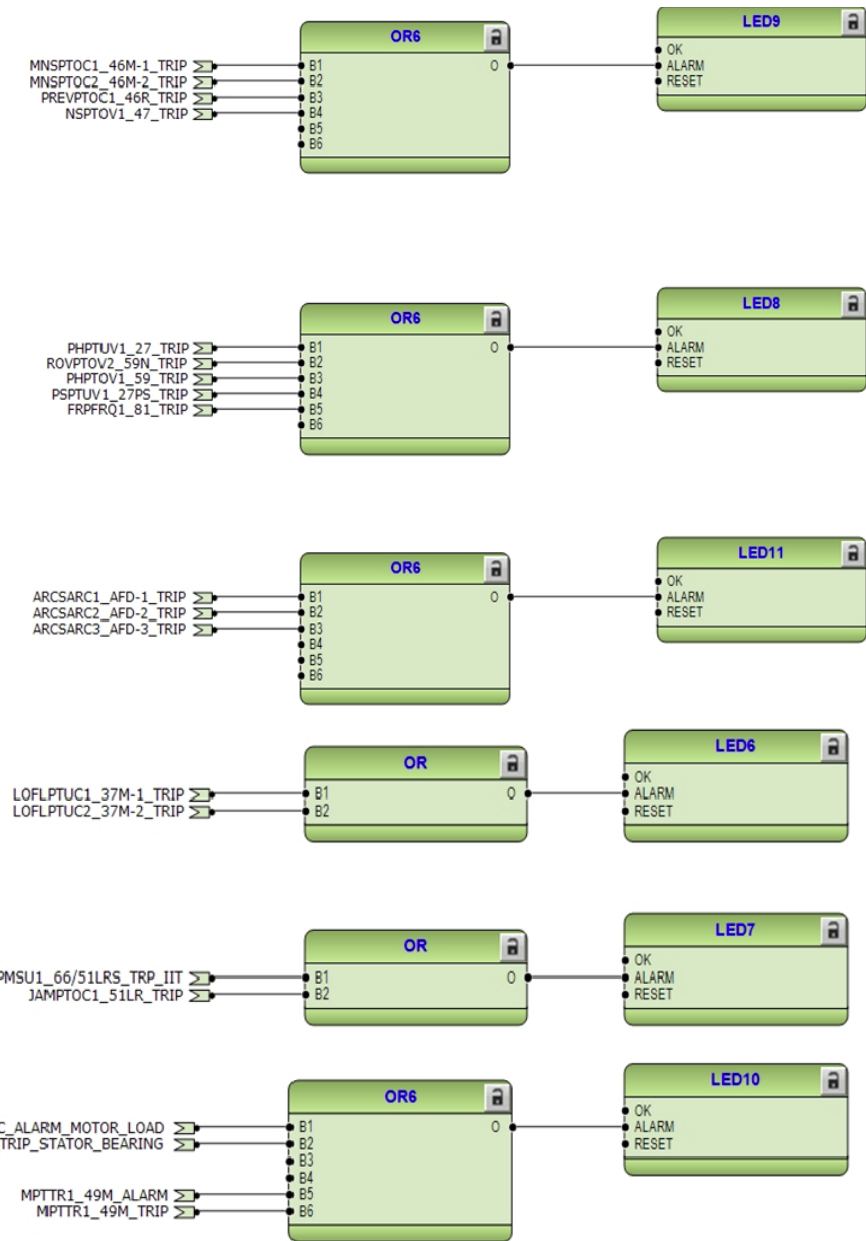 OR6 LED9
OK
MNSPTOC1_46M-1_TRIP B1 O ALARM
MNSPTOC2_46M-2_TRIP B2 RESET
PREVPTOC1_46R_TRIP B3
NSPTOV1_47_TRIP B4
B5
B6
OR6 LED8
OK
PHPTUV1_27_TRIP B1 O ALARM
ROVPTOV2_59N_TRIP B2 RESET
PHPTOV1_59_TRIP B3
PSPTUV1_27PS_TRIP B4
FRPFRQ1_81_TRIP B5
B6
OR6 LED11
OK
ARCSARC1_AFD-1_TRIP B1 O ALARM
ARCSARC2_AFD-2_TRIP B2 RESET
ARCSARC3_AFD-3_TRIP B3
B4
B5
B6
OR LED6
OK
LOFLPTUC1_37M-1_TRIP B1 O ALARM
LOFLPTUC2_37M-2_TRIP B2 RESET
OR LED7
OK
PMSU1_66/51LRS_TRP_IIT B1 O ALARM
JAMPTOC1_51LR_TRIP B2 RESET
OR6 LED10
OK
C_ALARM_MOTOR_LOAD B1 O ALARM
TRIP_STATOR_BEARING B2 RESET
B3
B4
MPTTR1_49M_ALARM B5
MPTTR1_49M_TRIP B6